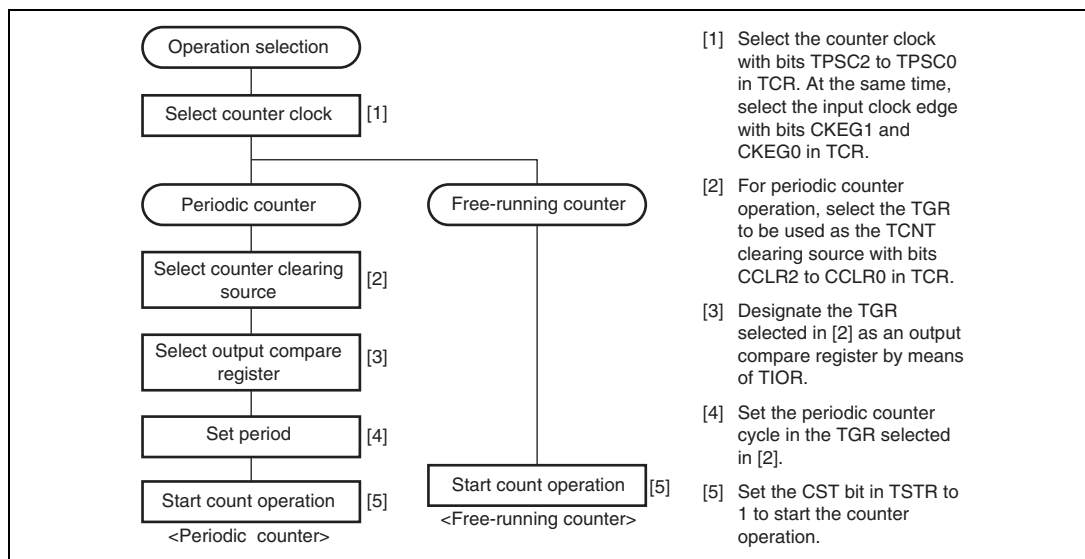 Operation selection
Select counter clock
[1]
Periodic counter
Free-running counter
Select counter clearing
source
[2]
Select output compare
register
[3]
Set period
[4]
Start count operation
[5]
<Periodic counter>
Start count operation
[5]
<Free-running counter>
[1] Select the counter clock
with bits TPSC2 to TPSC0
in TCR. At the same time,
select the input clock edge
with bits CKEG1 and
CKEG0 in TCR.
[2] For periodic counter
operation, select the TGR
to be used as the TCNT
clearing source with bits
CCLR2 to CCLR0 in TCR.
[3] Designate the TGR
selected in [2] as an output
compare register by means
of TIOR.
[4] Set the periodic counter
cycle in the TGR selected
in [2].
[5] Set the CST bit in TSTR to
1 to start the counter
operation.